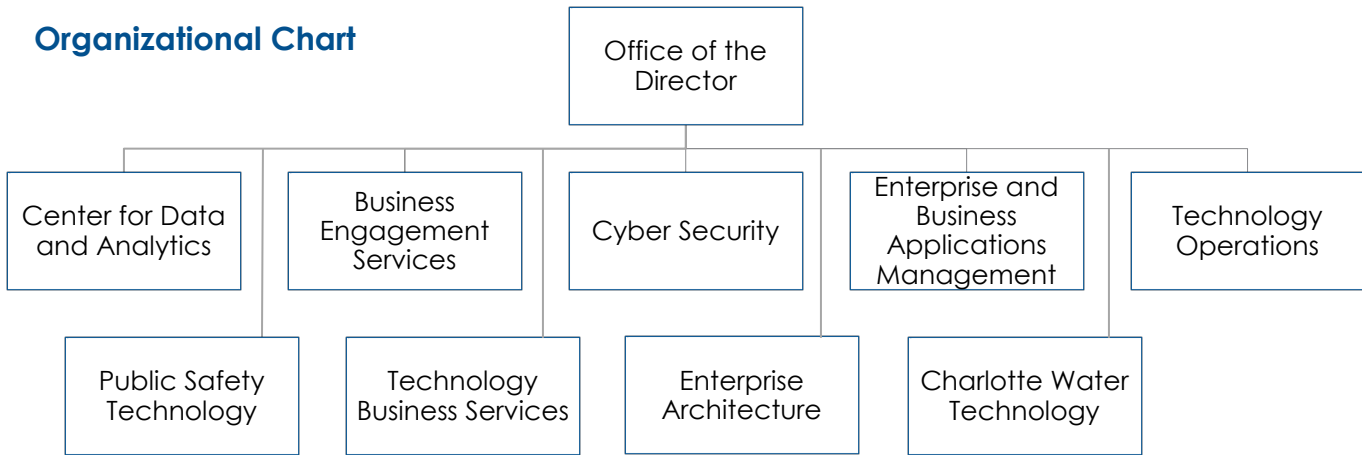 Organizational Chart
Office of the
Director
Center for Data
and Analytics
Business
Engagement
Services
Cyber Security
Enterprise and
Business
Applications
Management
Technology
Operations
Public Safety
Technology
Technology
Business Services
Enterprise
Architecture
Charlotte Water
Technology